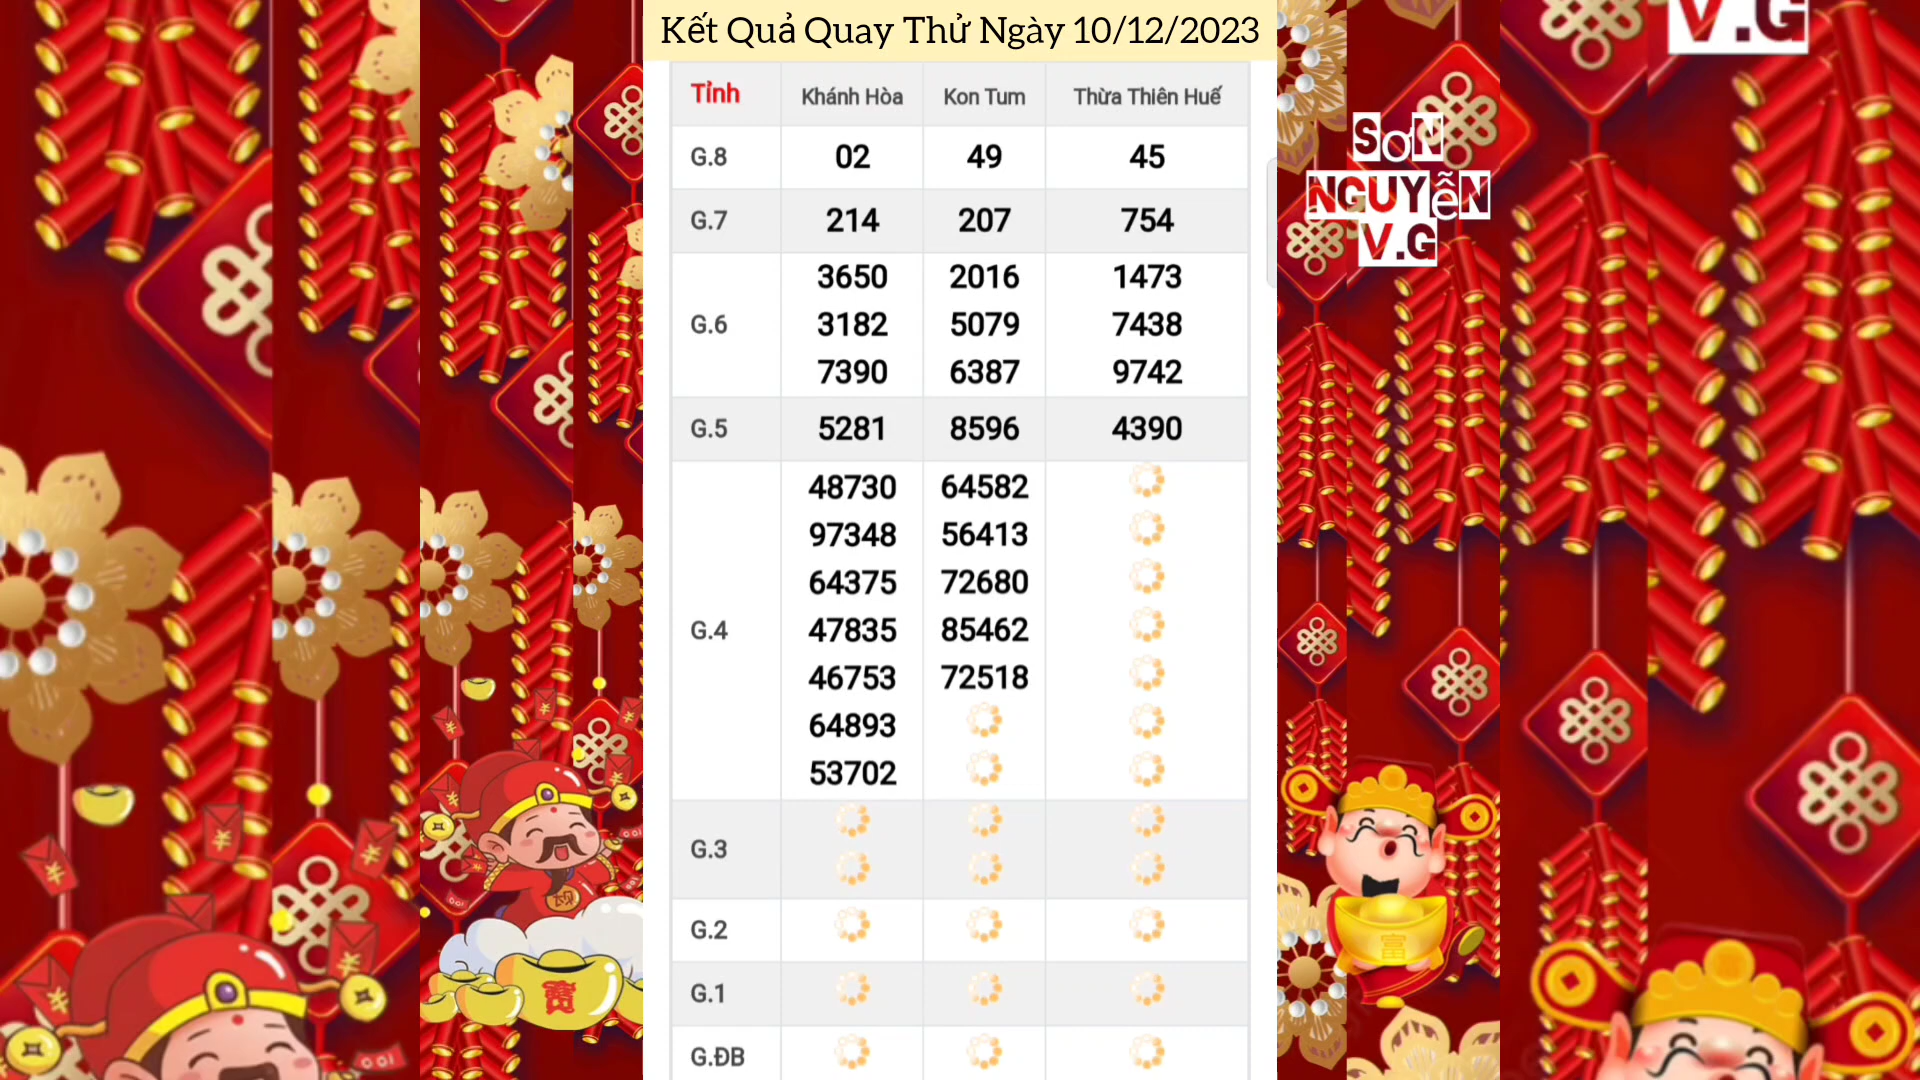 Kết Quả Quay Thử Ngày 10/12/2023
V.G
SơN
NGUYễN
V.G
Tỉnh Khánh Hòa Kon Tum Thừa Thiên Huế
G.8 02 49 45
G.7 214 207 754
G.6
3650 2016 1473
3182 5079 7438
7390 6387 9742
G.5 5281 8596 4390
G.4
48730 64582
97348 56413
64375 72680
47835 85462
46753 72518
64893
53702
G.3
G.2
G.1
G.ĐB
富